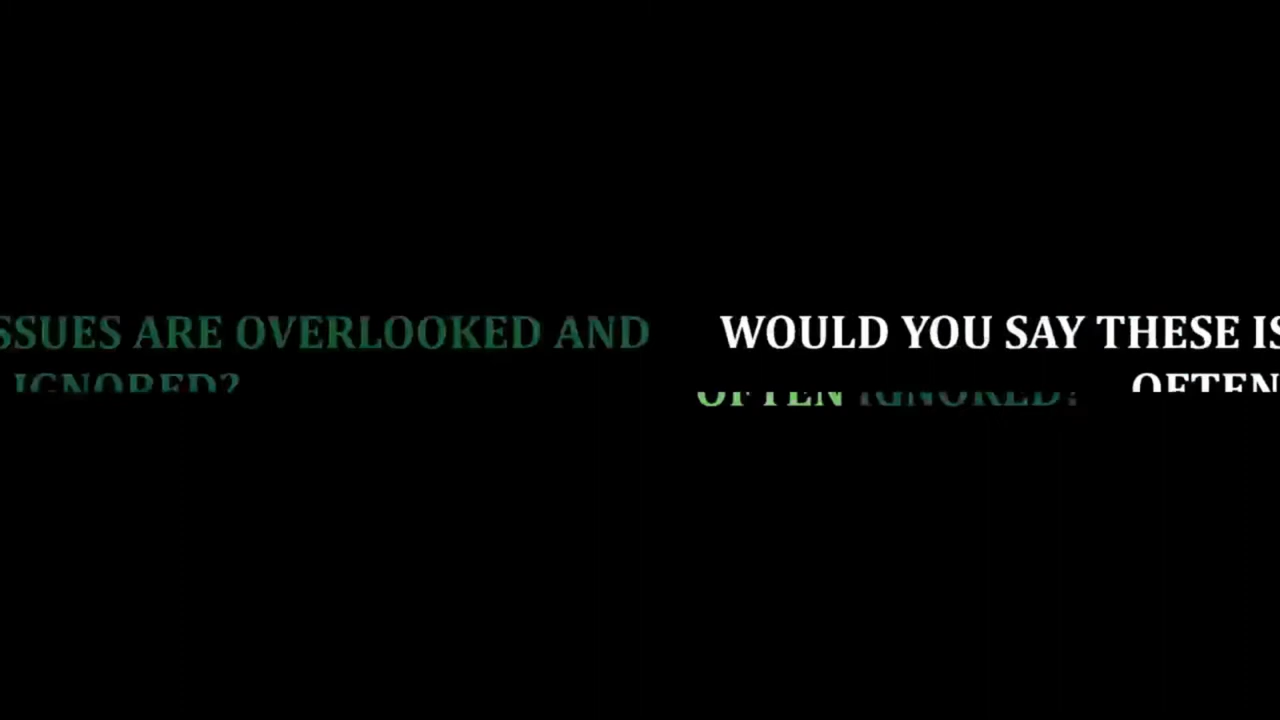 SSUES ARE OVERLOOKED AND WOULD YOU SAY THESE IS
IGNORED? OFTEN IGNORED? OFTEN